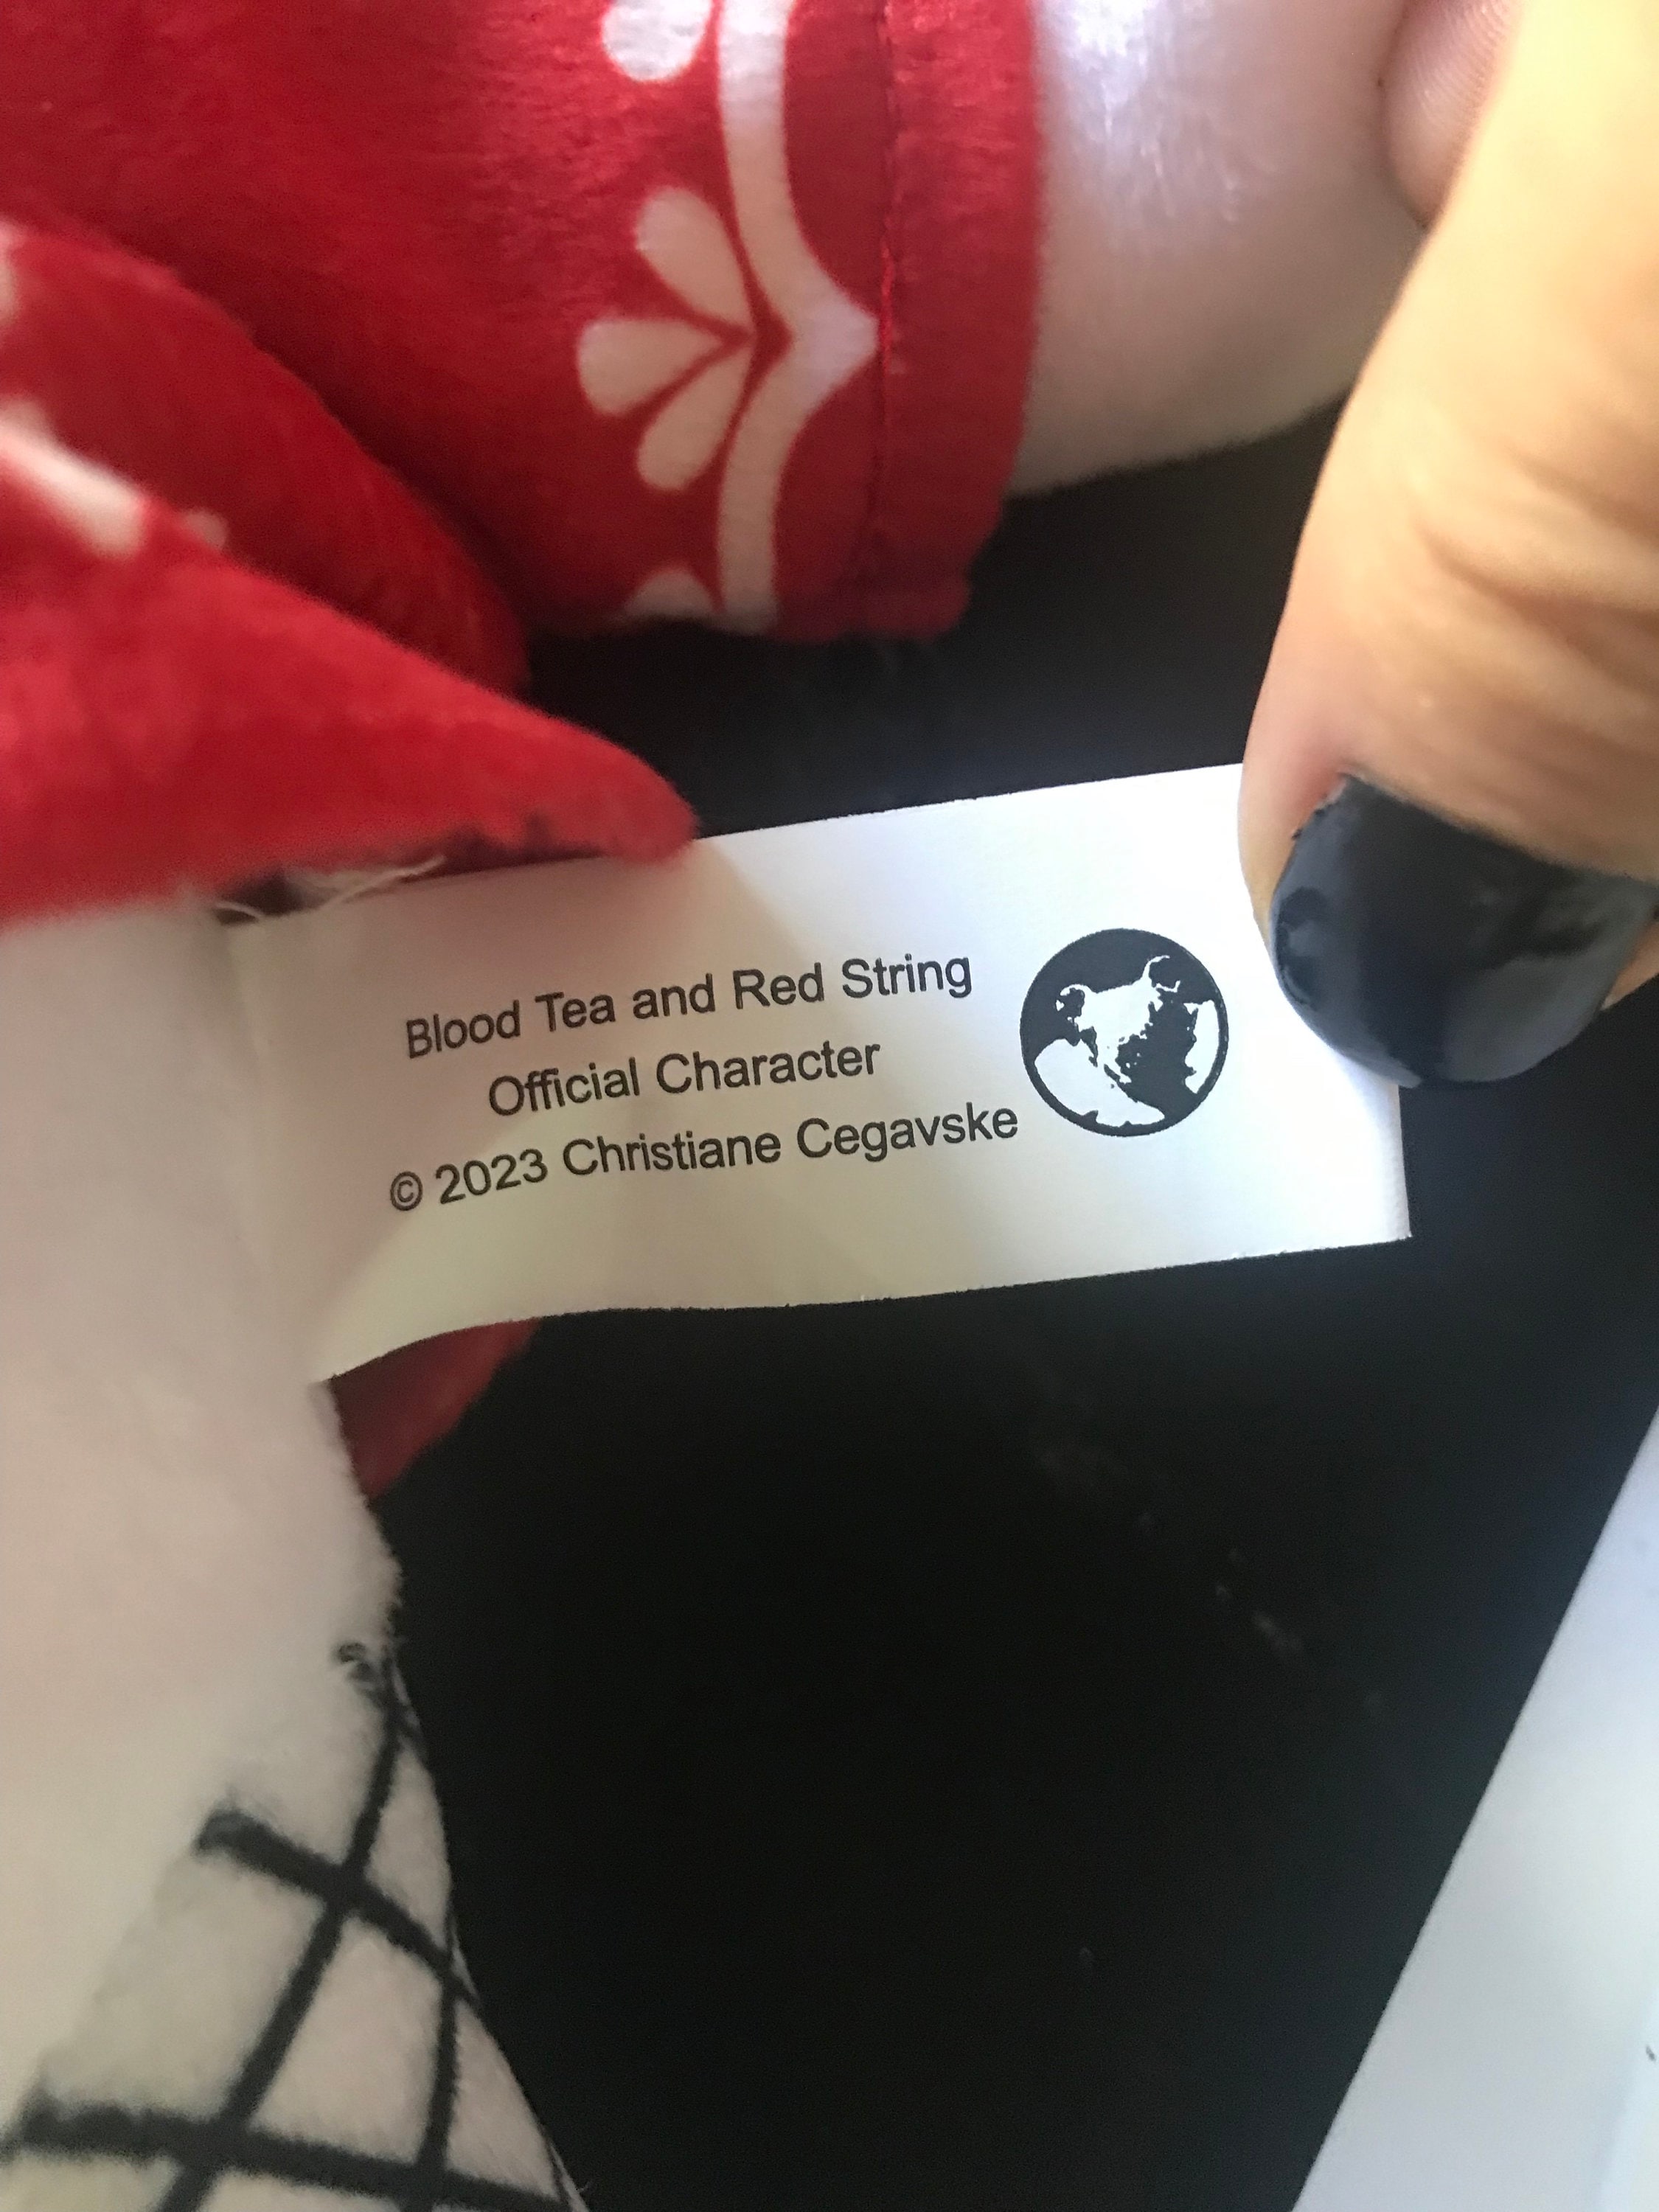 Blood Tea and Red String
Official Character
© 2023 Christiane Cegavske